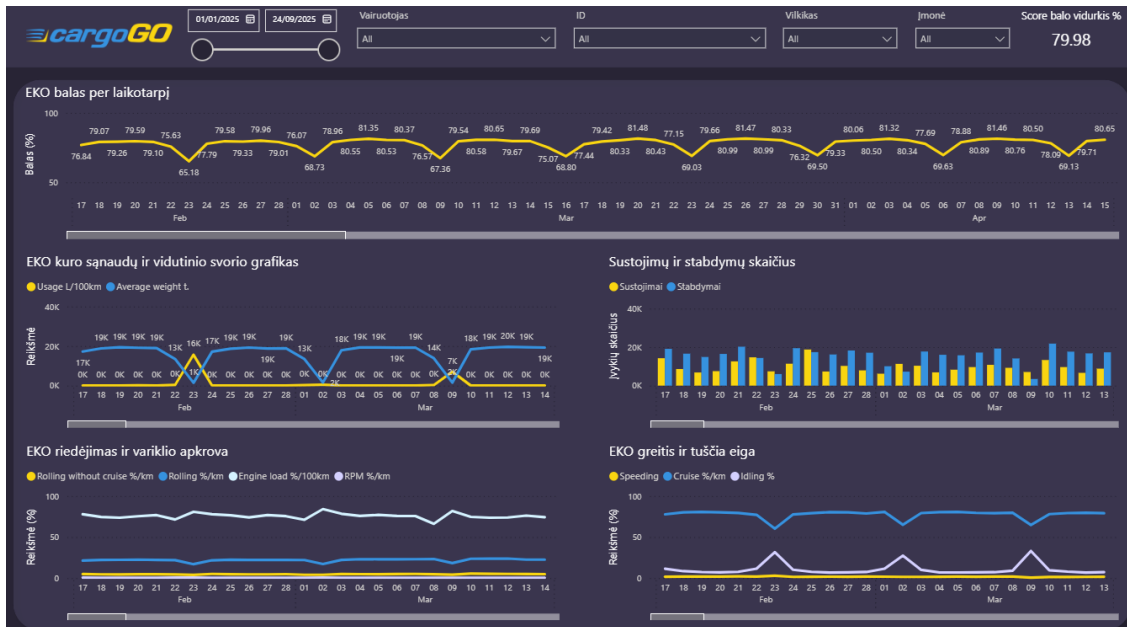 cargoGO
01/01/2025 24/09/2025
Vairuotojas
All
ID
All
Vilkikas
All
Įmonė
All
Score balo vidurkis %
79.98
EKO balas per laikotarpį
Balas (%)
100
50
79.07 79.59 75.63 79.58 79.96 76.07 78.96 81.35 80.37 79.54 80.65 79.69 79.42 81.48 77.15 79.66 81.47 80.33 80.06 81.32 77.69 78.88 81.46 80.50 80.65
76.84 79.26 79.10 77.79 79.33 79.01 80.55 80.53 76.57 80.58 79.67 75.07 77.44 80.33 80.43 80.99 80.99 76.32 79.33 80.50 80.34 80.89 80.76 78.09 79.71
65.18 68.73 67.36 68.80 69.03 69.50 69.63 69.13
17 18 19 20 21 22 23 24 25 26 27 28 01 02 03 04 05 06 07 08 09 10 11 12 13 14 15 16 17 18 19 20 21 22 23 24 25 26 27 28 29 30 31 01 02 03 04 05 06 07 08 09 10 11 12 13 14 15
Feb Mar Apr
EKO kuro sąnaudų ir vidutinio svorio grafikas
Usage L/100km Average weight t.
Reikšmė
40K
20K
0K
19K 19K 19K 19K 13K 16K 17K 19K 19K 19K 13K 18K 19K 19K 19K 14K 7K 18K 19K 20K 19K
17K 19K 19K 19K
0K 0K 0K 0K 0K 0K 1K 0K 0K 0K 0K 0K 0K 0K 0K 0K 0K 0K 0K 0K 2K 0K 0K 0K 0K 0K
2K
17 18 19 20 21 22 23 24 25 26 27 28 01 02 03 04 05 06 07 08 09 10 11 12 13 14
Feb Mar
Sustojimų ir stabdymų skaičius
Sustojimai Stabdymai
Įvykių skaičius
40K
20K
0K
17 18 19 20 21 22 23 24 25 26 27 28 01 02 03 04 05 06 07 08 09 10 11 12 13
Feb Mar
EKO riedėjimas ir variklio apkrova
Rolling without cruise %/km Rolling %/km Engine load %/100km RPM %/km
Reikšmė (%)
100
50
0
17 18 19 20 21 22 23 24 25 26 27 28 01 02 03 04 05 06 07 08 09 10 11 12 13 14
Feb Mar
EKO greitis ir tuščia eiga
Speeding Cruise %/km Idling %
Reikšmė (%)
100
50
0
17 18 19 20 21 22 23 24 25 26 27 28 01 02 03 04 05 06 07 08 09 10 11 12 13
Feb Mar